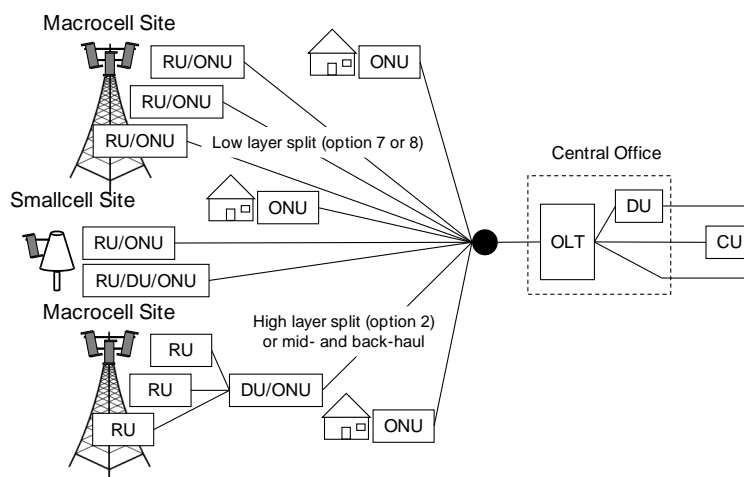 Macrocell Site
RU/ONU
ONU
RU/ONU
RU/ONU
Low layer split (option 7 or 8)
Central Office
Smallcell Site
ONU
DU
RU/ONU
OLT
CU
RU/DU/ONU
Macrocell Site
High layer split (option 2)
or mid- and back-haul
RU
RU
DU/ONU
RU
ONU